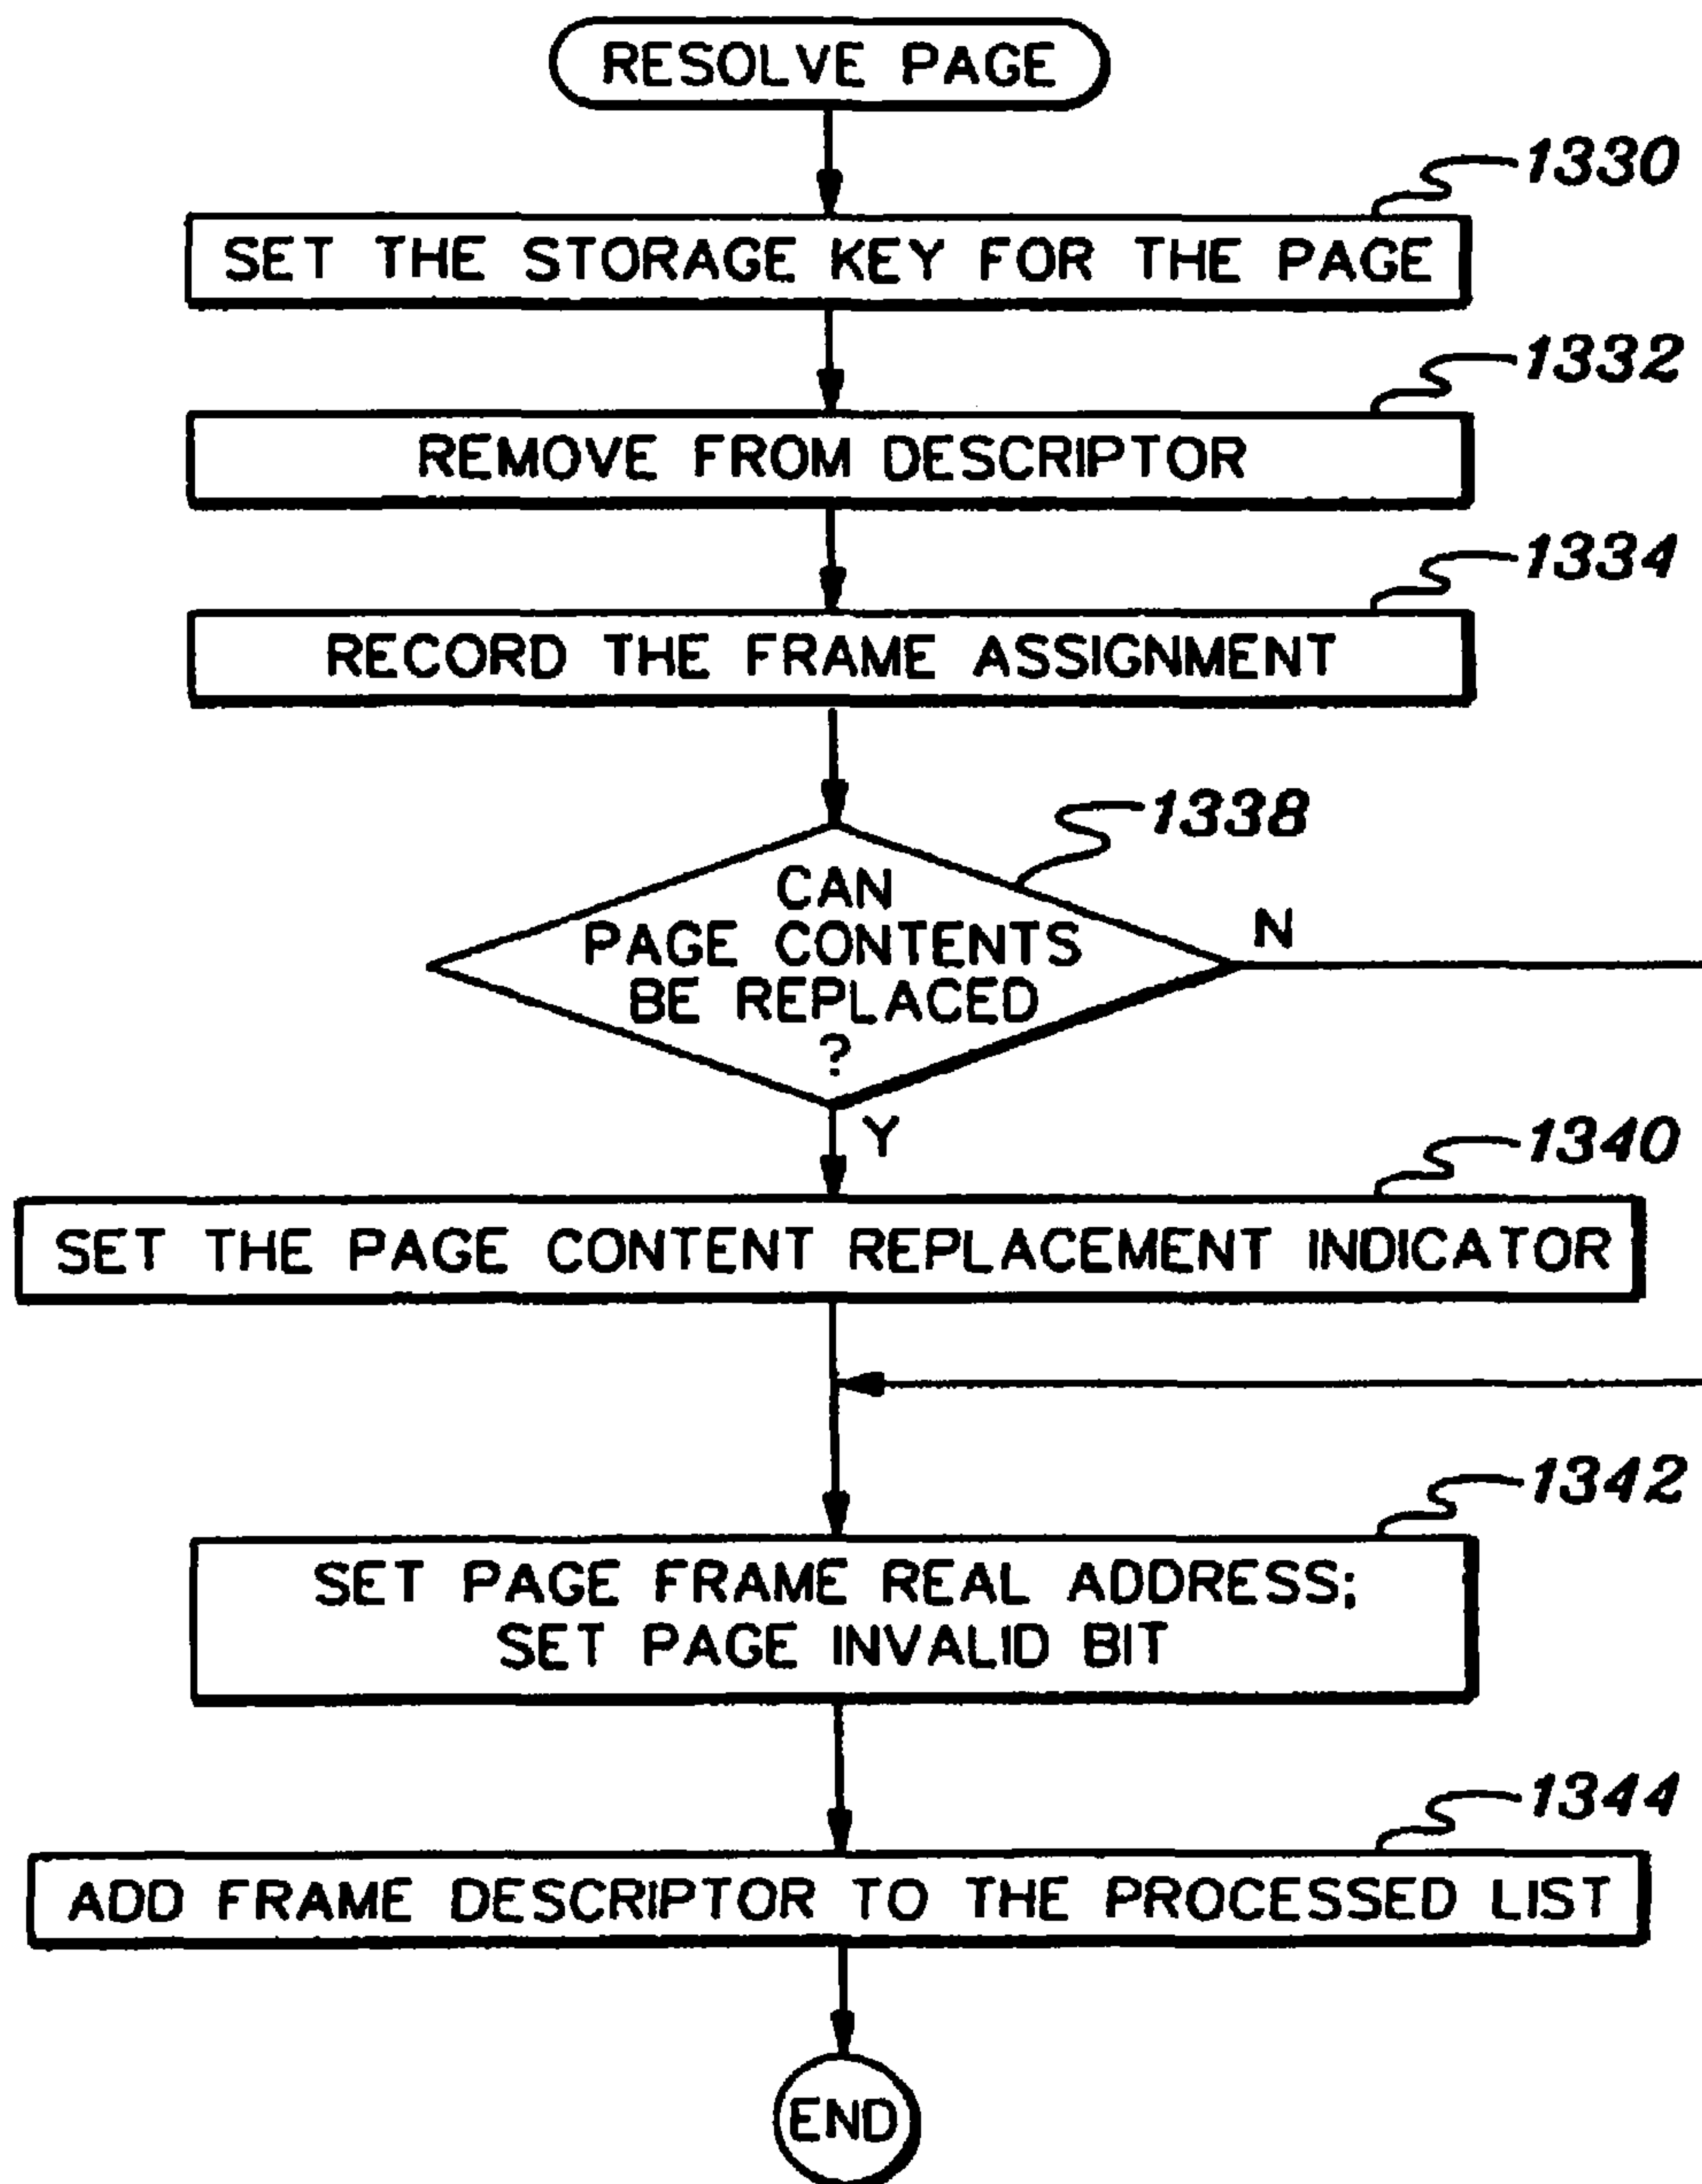 RESOLVE PAGE
1330
SET THE STORAGE KEY FOR THE PAGE
1332
REMOVE FROM DESCRIPTOR
1334
RECORD THE FRAME ASSIGNMENT
1338
CAN
PAGE CONTENTS
BE REPLACED
?
N
Y
1340
SET THE PAGE CONTENT REPLACEMENT INDICATOR
1342
SET PAGE FRAME REAL ADDRESS;
SET PAGE INVALID BIT
1344
ADD FRAME DESCRIPTOR TO THE PROCESSED LIST
END